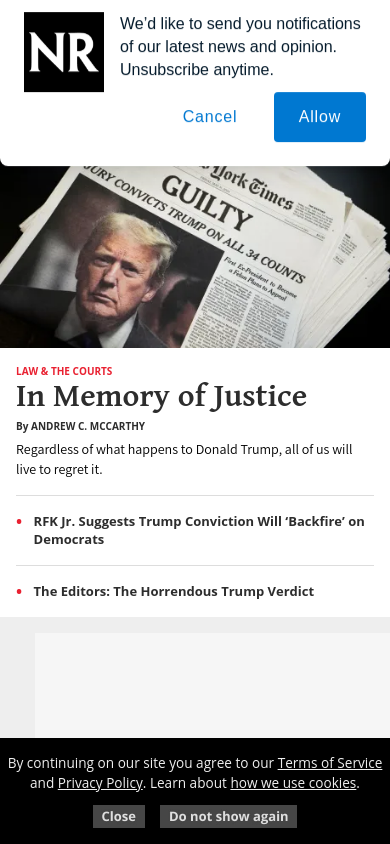 NR
We’d like to send you notifications
of our latest news and opinion.
Unsubscribe anytime.
Cancel
Allow
York Times
GUILTY
JURY CONVICTS TRUMP ON ALL 34 COUNTS
First Ex-President to Become
a Felon Plans to Appeal
LAW & THE COURTS
In Memory of Justice
By ANDREW C. MCCARTHY
Regardless of what happens to Donald Trump, all of us will
live to regret it.
• RFK Jr. Suggests Trump Conviction Will ‘Backfire’ on
Democrats
• The Editors: The Horrendous Trump Verdict
By continuing on our site you agree to our Terms of Service
and Privacy Policy. Learn about how we use cookies.
Close
Do not show again